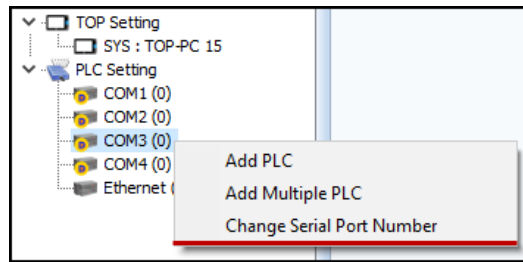 TOP Setting
SYS : TOP-PC 15
PLC Setting
COM1 (0)
COM2 (0)
COM3 (0)
COM4 (0)
Ethernet (
Add PLC
Add Multiple PLC
Change Serial Port Number